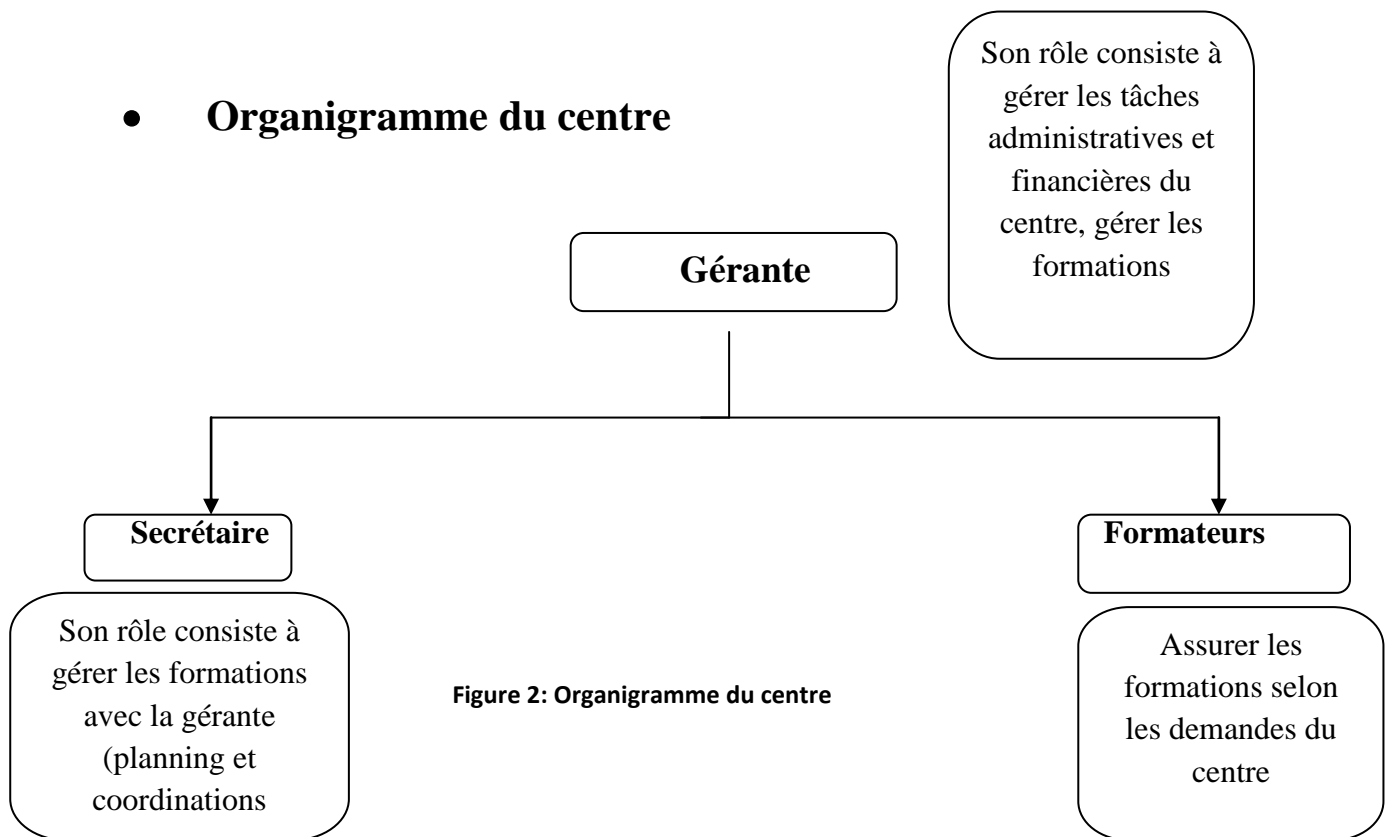 • Organigramme du centre
Son rôle consiste à
gérer les tâches
administratives et
financières du
centre, gérer les
formations
Gérante
Secrétaire
Son rôle consiste à
gérer les formations
avec la gérante
(planning et
coordinations
Formateurs
Assurer les
formations selon
les demandes du
centre
Figure 2: Organigramme du centre